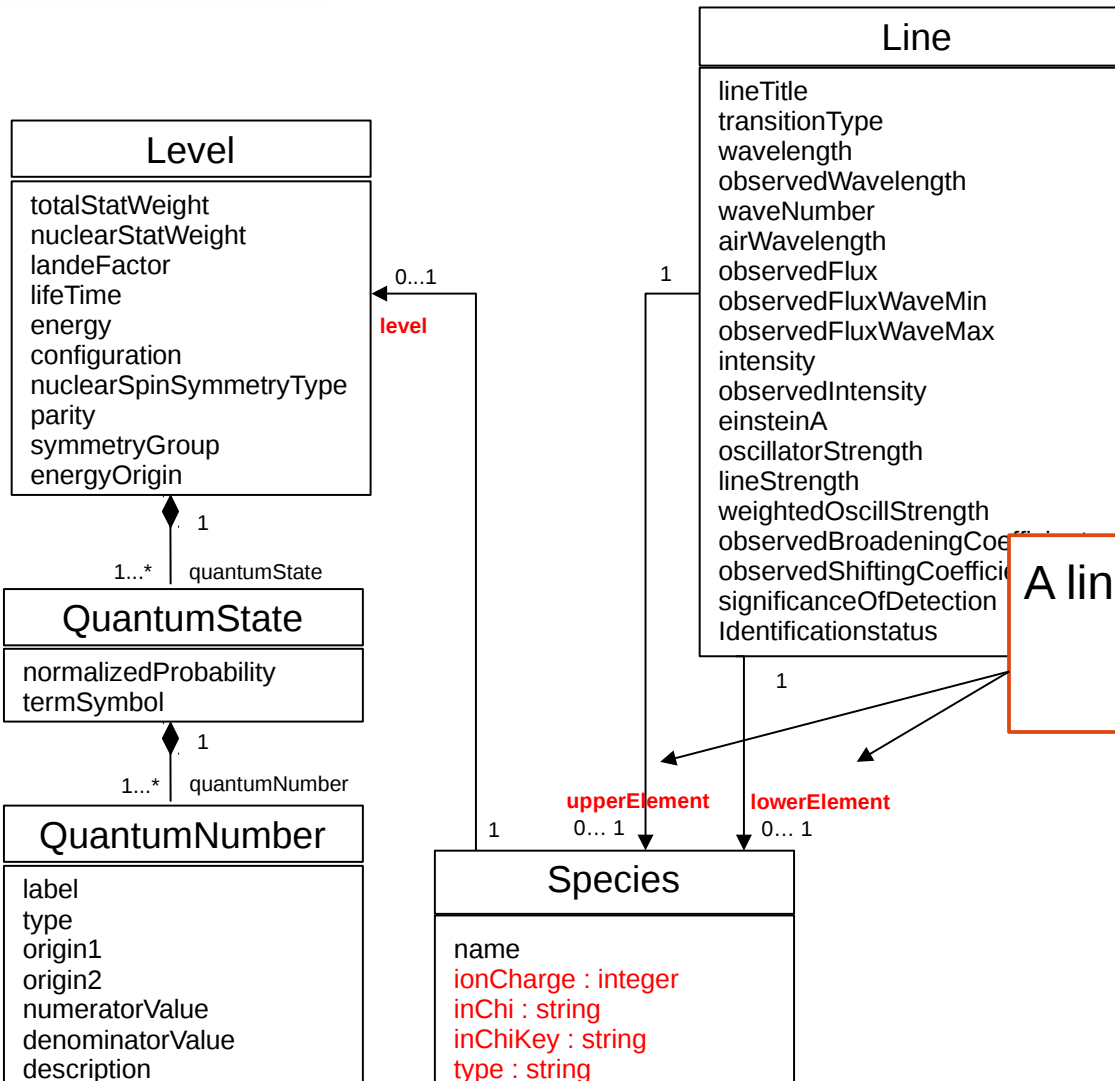 Line
lineTitle
transitionType
wavelength
observedWavelength
waveNumber
airWavelength
observedFlux
observedFluxWaveMin
observedFluxWaveMax
intensity
observedIntensity
einsteinA
oscillatorStrength
lineStrength
weightedOscillStrength
observedBroadeningCoe
observedShiftingCoeffici
significanceOfDetection
Identificationstatus
Level
totalStatWeight
nuclearStatWeight
landeFactor
lifeTime
energy
configuration
nuclearSpinSymmetryType
parity
symmetryGroup
energyOrigin
0...1
level
1
1
1...* quantumState
QuantumState
normalizedProbability
termSymbol
1
1...* quantumNumber
QuantumNumber
label
type
origin1
origin2
numeratorValue
denominatorValue
description
A lin
1
upperElement lowerElement
1 0... 1 0... 1
Species
name
ionCharge : integer
inChi : string
inChiKey : string
type : string